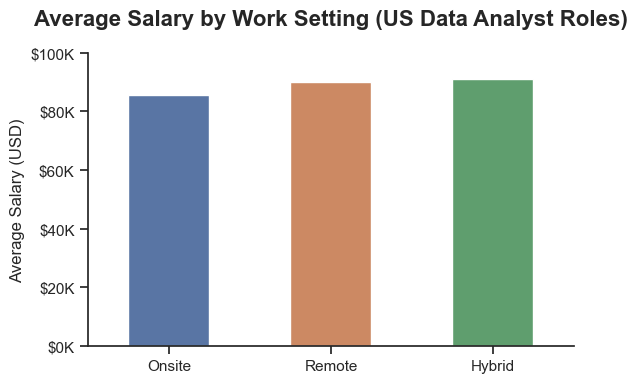 Average Salary by Work Setting (US Data Analyst Roles)
$100K
$80K
$60K
$40K
$20K
$0K
Average Salary (USD)
Onsite
Remote
Hybrid